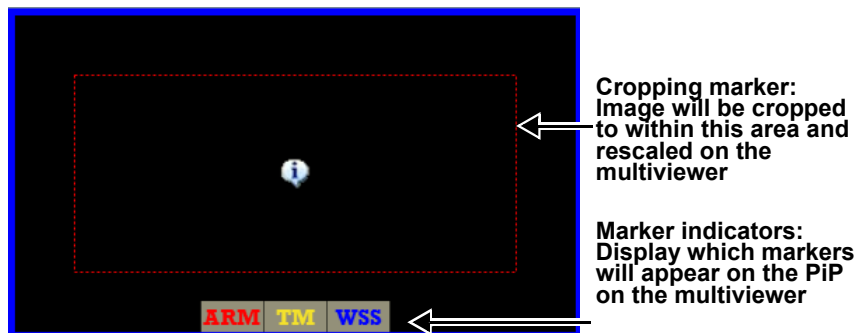 Cropping marker:
Image will be cropped
to within this area and
rescaled on the
multiviewer
i
Marker indicators:
Display which markers
will appear on the PiP
on the multiviewer
ARM TM WSS